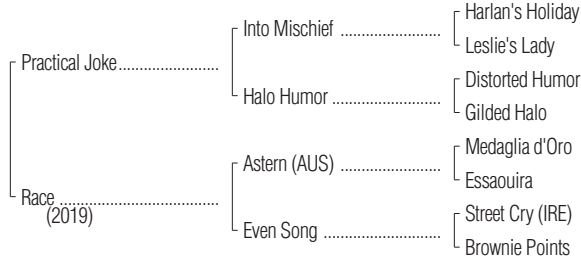 Harlan's Holiday
Into Mischief ........................
Leslie's Lady
Practical Joke........................
Distorted Humor
Halo Humor ..........................
Gilded Halo
Medaglia d'Oro
Astern (AUS) ........................
Essaouira
Race ......................................
(2019)
Street Cry (IRE)
Even Song ............................
Brownie Points